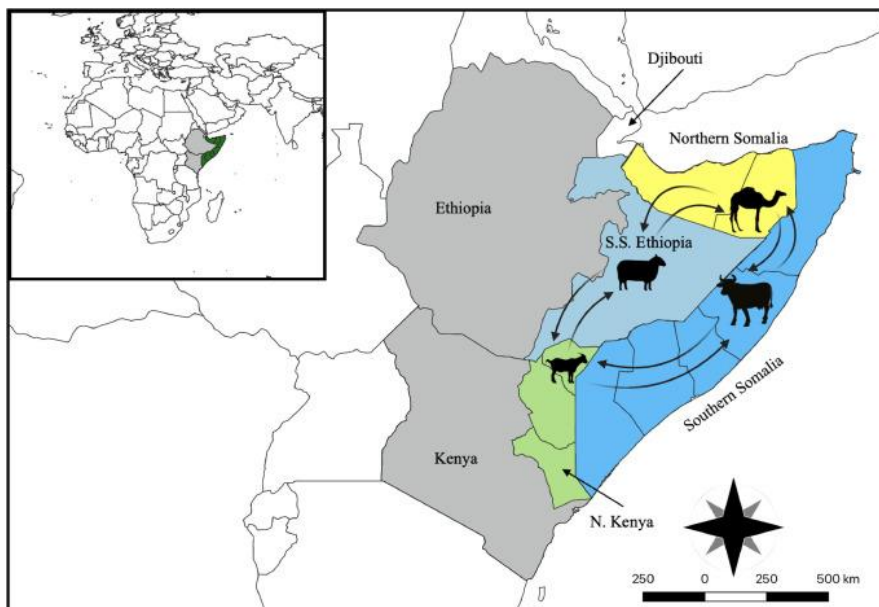 Djibouti
Northern Somalia
Ethiopia
S.S. Ethiopia
Southern Somalia
Kenya
N. Kenya
250 0 250 500 km